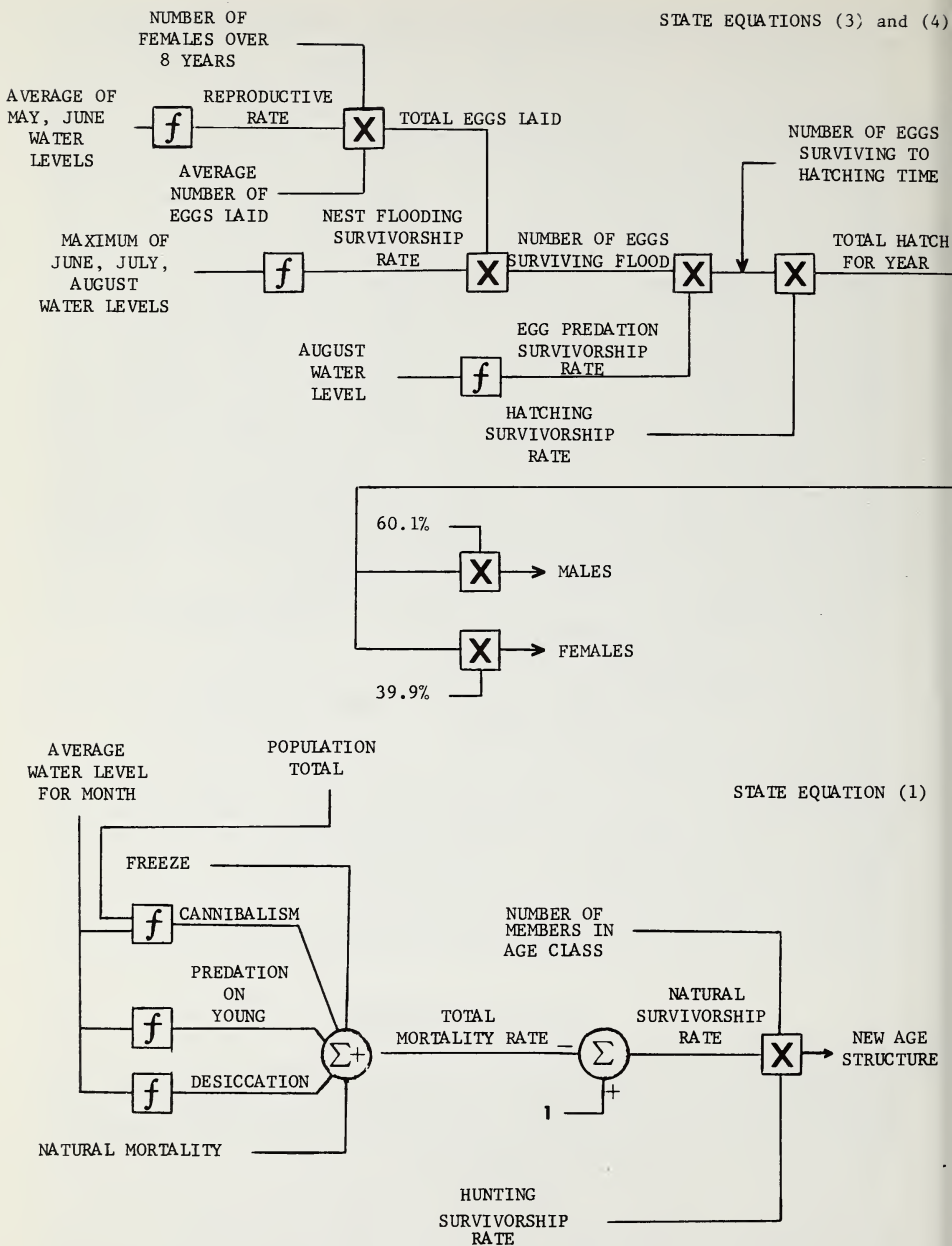 STATE EQUATIONS (3) and (4)
NUMBER OF
FEMALES OVER
8 YEARS
AVERAGE OF
MAY, JUNE
WATER
LEVELS
f
REPRODUCTIVE
RATE
X
TOTAL EGGS LAID
AVERAGE
NUMBER OF
EGGS LAID
NUMBER OF EGGS
SURVIVING TO
HATCHING TIME
MAXIMUM OF
JUNE, JULY,
AUGUST
WATER LEVELS
f
NEST FLOODING
SURVIVORSHIP
RATE
X
NUMBER OF EGGS
SURVIVING FLOOD
X
X
TOTAL HATCH
FOR YEAR
AUGUST
WATER
LEVEL
f
EGG PREDATION
SURVIVORSHIP
RATE
HATCHING
SURVIVORSHIP
RATE
60.1%
X
MALES
X
FEMALES
39.9%
STATE EQUATION (1)
AVERAGE
WATER LEVEL
FOR MONTH
POPULATION
TOTAL
FREEZE
f
CANNIBALISM
f
PREDATION
ON
YOUNG
f
DESICCATION
NATURAL MORTALITY
Σ+
TOTAL
MORTALITY RATE
−
Σ
+
1
NUMBER OF
MEMBERS IN
AGE CLASS
NATURAL
SURVIVORSHIP
RATE
X
NEW AGE
STRUCTURE
HUNTING
SURVIVORSHIP
RATE